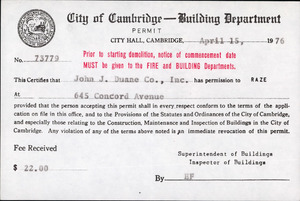 City of Cambridge—Building Department
PERMIT
CITY HALL, CAMBRIDGE, April 15, 1976
No. 73779
Prior to starting demolition, notice of commencement date
MUST be given to the FIRE and BUILDING Departments.
This Certifies that John J. Duane Co., Inc. has permission to RAZE
at 645 Concord Avenue
provided that the person accepting this permit shall in every respect conform to the terms of the
application on file in this office, and to the Provisions of the Statutes and Ordinances of the City of Cambridge,
and especially those relating to the Construction, Maintenance and Inspection of Buildings in the City of
Cambridge. Any violation of any of the terms above noted is an immediate revocation of this permit.
Fee Received
$ 22.00
Superintendent of Buildings
Inspector of Buildings
By HF